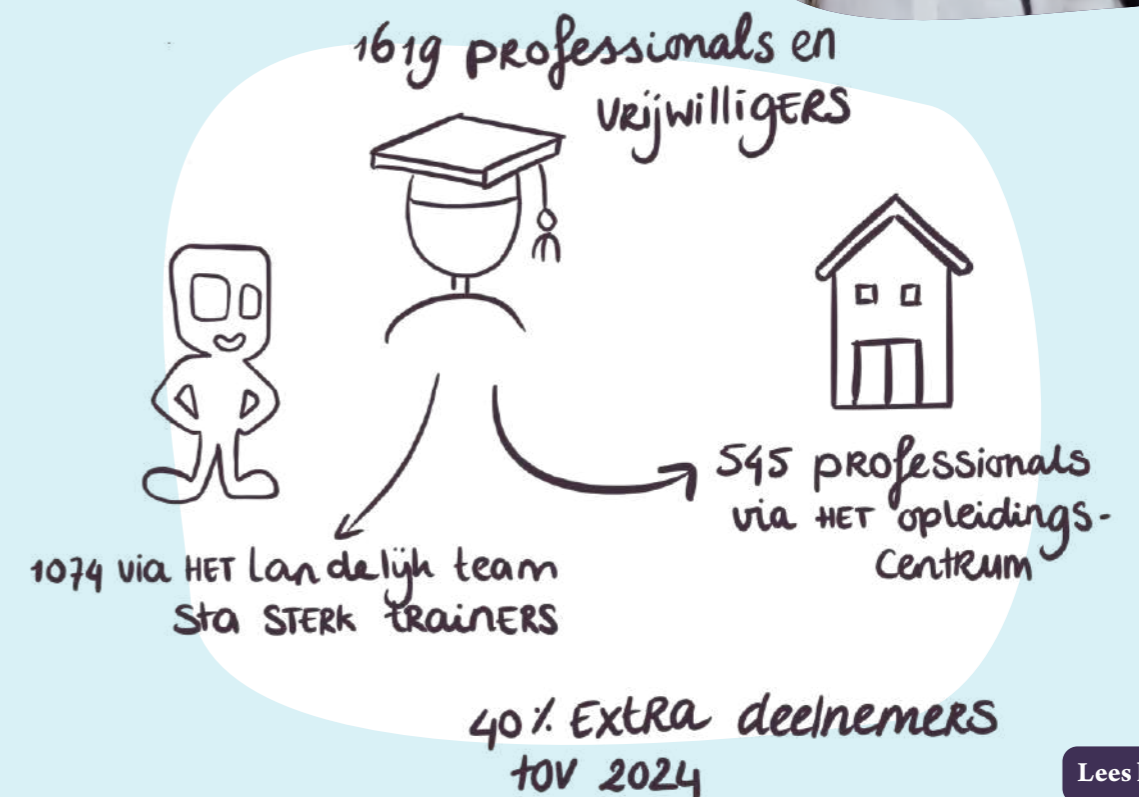 1619 professionals en
vrijwilligers
545 professionals
via het opleidings-
centrum
1074 via het landelijk team
Sta sterk trainers
40% Extra deelnemers
tov 2024
Lees